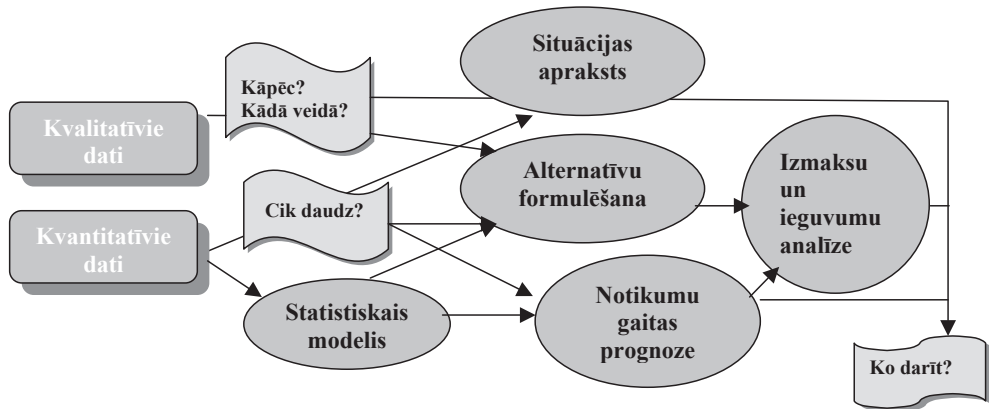 Situācijas
apraksts
Kāpēc?
Kādā veidā?
Kvalitatīvie
dati
Alternatīvu
formulēšana
Izmaksu
un
ieguvumu
analīze
Cik daudz?
Kvantitatīvie
dati
Statistiskais
modelis
Notikumu
gaitas
prognoze
Ko darīt?